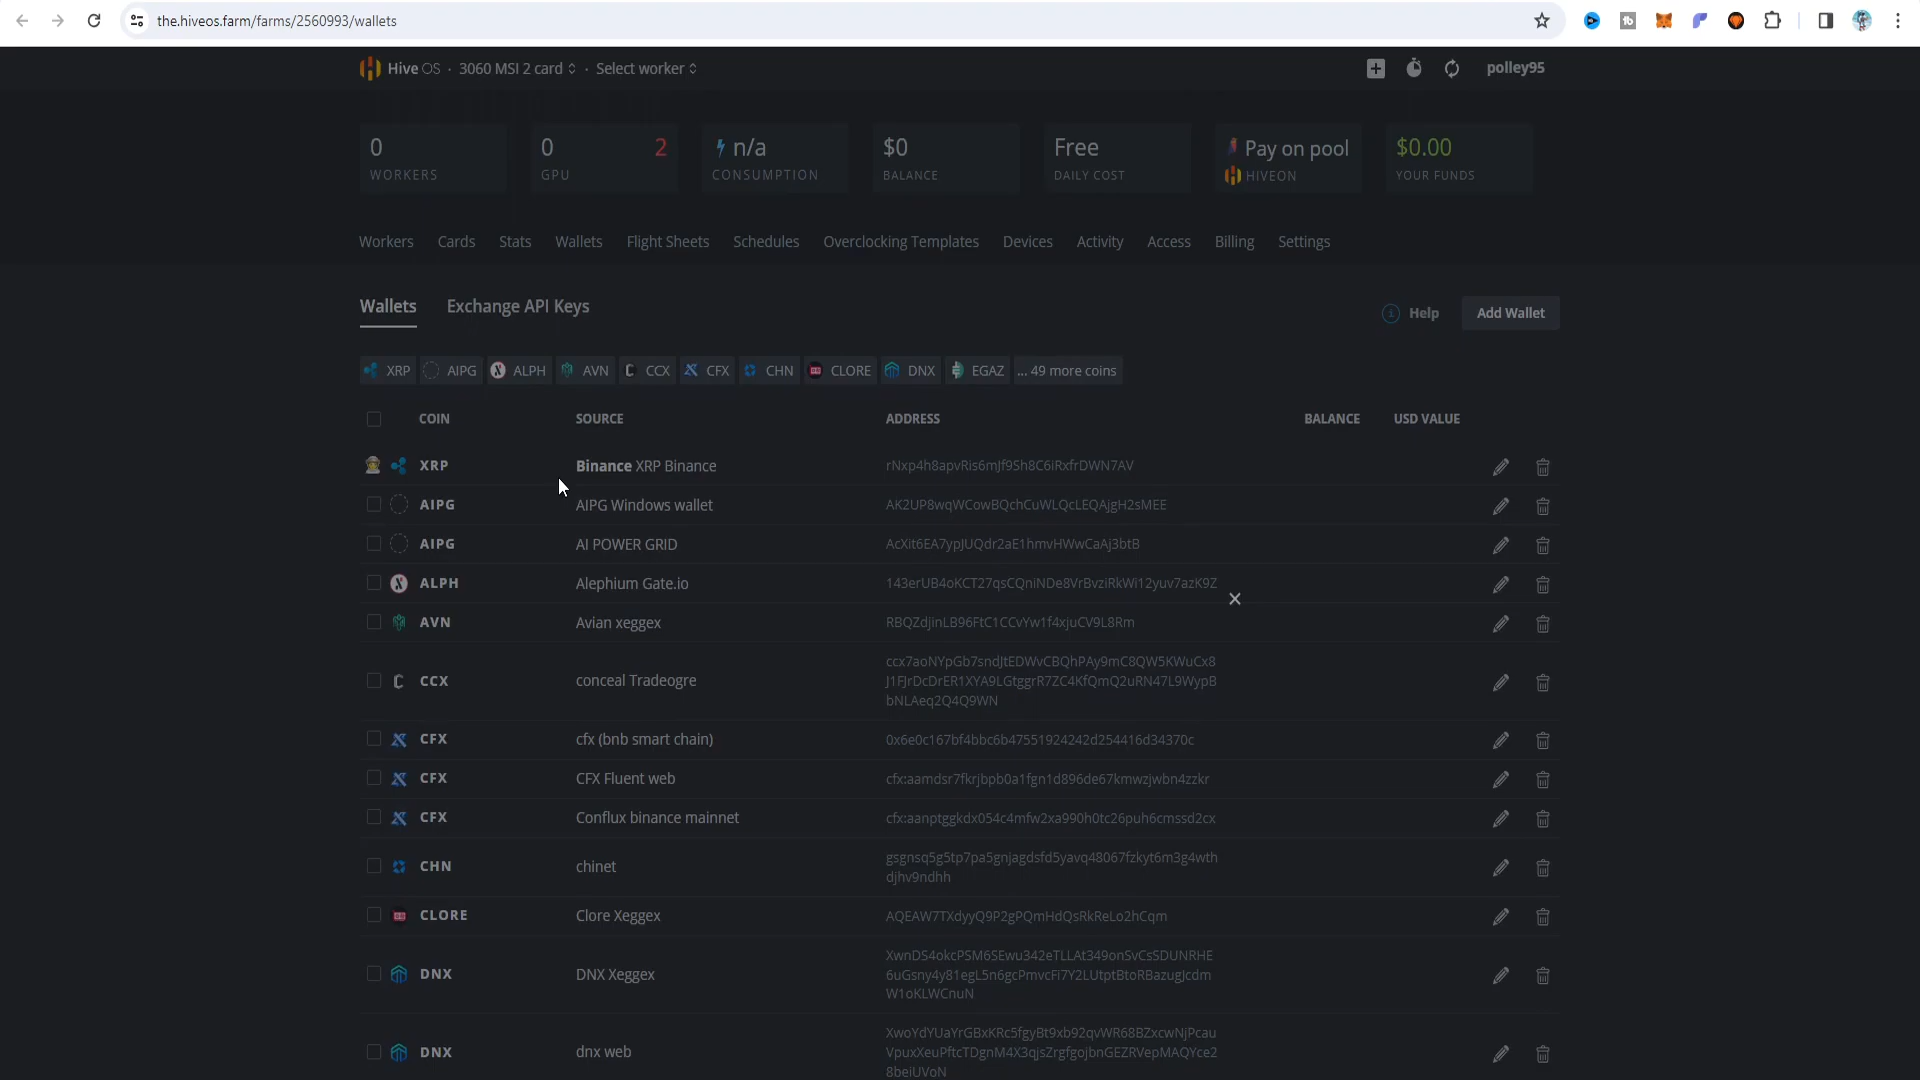 the.hiveos.farm/farms/2560993/wallets
Hive OS · 3060 MSI 2 card · Select worker
polley95
0 0 2 n/a $0 Free Pay on pool $0.00
WORKERS GPU CONSUMPTION BALANCE DAILY COST HIVEON YOUR FUNDS
Workers Cards Stats Wallets Flight Sheets Schedules Overclocking Templates Devices Activity Access Billing Settings
Wallets Exchange API Keys Help Add Wallet
XRP AIPG ALPH AVN CCX CFX CHN CLORE DNX EGAZ ... 49 more coins
COIN SOURCE ADDRESS BALANCE USD VALUE
XRP Binance XRP Binance rNxp4h8apvRis6mJf9Sh8C6iRxfrDWN7AV
AIPG AIPG Windows wallet AK2UP8wqWCowBQchCuWLQcLEQAjgH2sMEE
AIPG AI POWER GRID AcXit6EA7ypJUQdr2aE1hmvHWwCaAj3btB
ALPH Alephium Gate.io 143erUB4oKCT27qsCQniNDe8VrBvziRkWi12yuv7azK9Z
AVN Avian xeggex RBQZdjinLB96FtC1CCvYw1f4xjuCV9L8Rm
CCX conceal Tradeogre ccx7aoNYpGb7sndJtEDWvCBQhPAy9mC8QW5KWuCx8
J1FJrDcDrER1XYA9LGtggrR7ZC4KfQmQ2uRN47L9WypB
bNLAeq2Q4Q9WN
CFX cfx (bnb smart chain) 0x6e0c167bf4bbc6b47551924242d254416d34370c
CFX CFX Fluent web cfx:aamdsr7fkrjbpb0a1fgn1d896de67kmwzjwbn4zzkr
CFX Conflux binance mainnet cfx:aanptggkdx054c4mfw2xa990h0tc26puh6cmssd2cx
CHN chinet gsgnsq5g5tp7pa5gnjagdsfd5yavq48067fzkyt6m3g4wth
djhv9ndhh
CLORE Clore Xeggex AQEAW7TXdyyQ9P2gPQmHdQsRkReLo2hCqm
DNX DNX Xeggex XwnDS4okcPSM6SEwu342eTLLAt349onSvCsSDUNRHE
6uGsny4y81egL5n6gcPmvcFi7Y2LUtptBtoRBazugJcdm
W1oKLWCnuN
DNX dnx web XwoYdYUaYrGBxKRc5fgyBt9xb92qvWR68BZxcwNjPcau
VpuxXeuPftcTDgnM4X3qjsZrgfgojbnGEZRVepMAQYce2
8beiUVoN